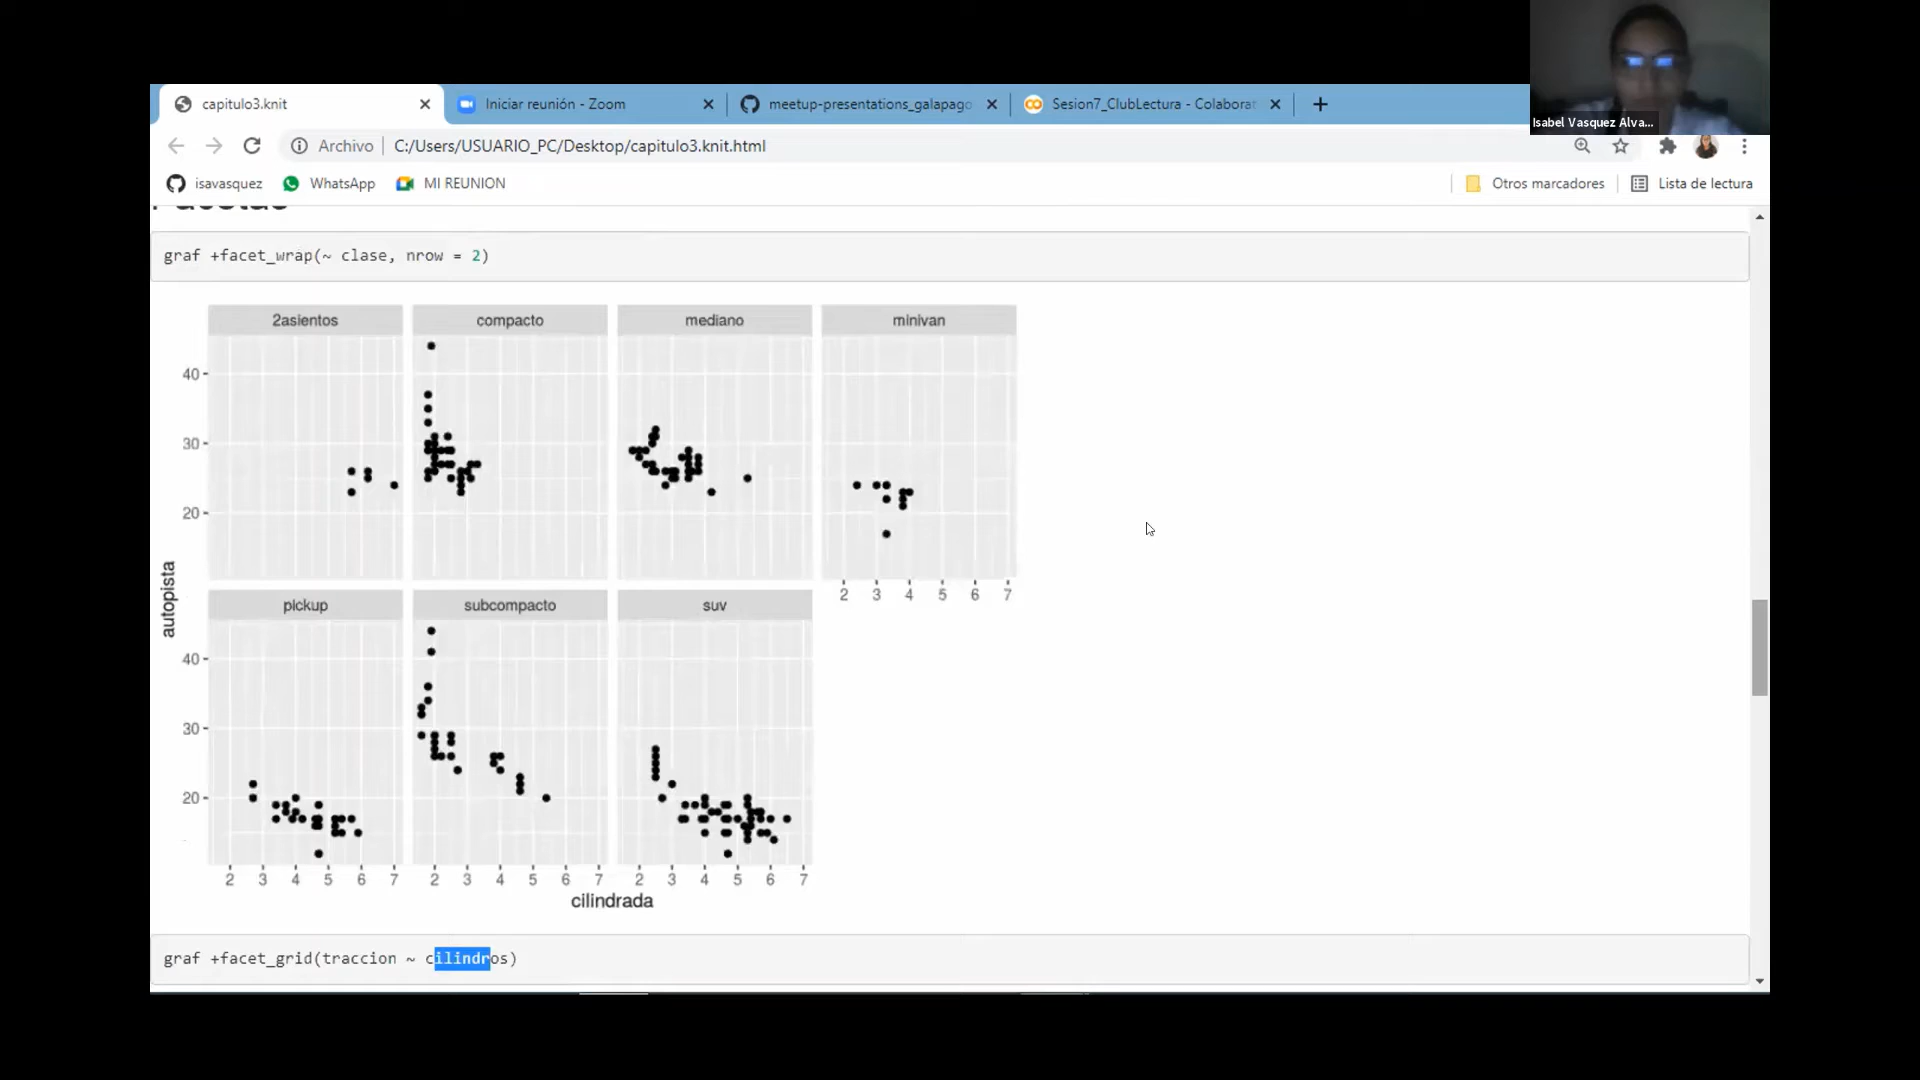 capitulo3.knit
Iniciar reunión - Zoom
meetup-presentations_galapago
Sesion7_ClubLectura - Colaborat
Isabel Vasquez Alva...
Archivo
C:/Users/USUARIO_PC/Desktop/capitulo3.knit.html
isavasquez
WhatsApp
MI REUNION
Otros marcadores
Lista de lectura
Facetas
graf +facet_wrap(~ clase, nrow = 2)
2asientos compacto mediano minivan
40
30
20
2 3 4 5 6 7
autopista
pickup subcompacto suv
40
30
20
2 3 4 5 6 7 2 3 4 5 6 7 2 3 4 5 6 7
cilindrada
graf +facet_grid(traccion ~ cilindros)